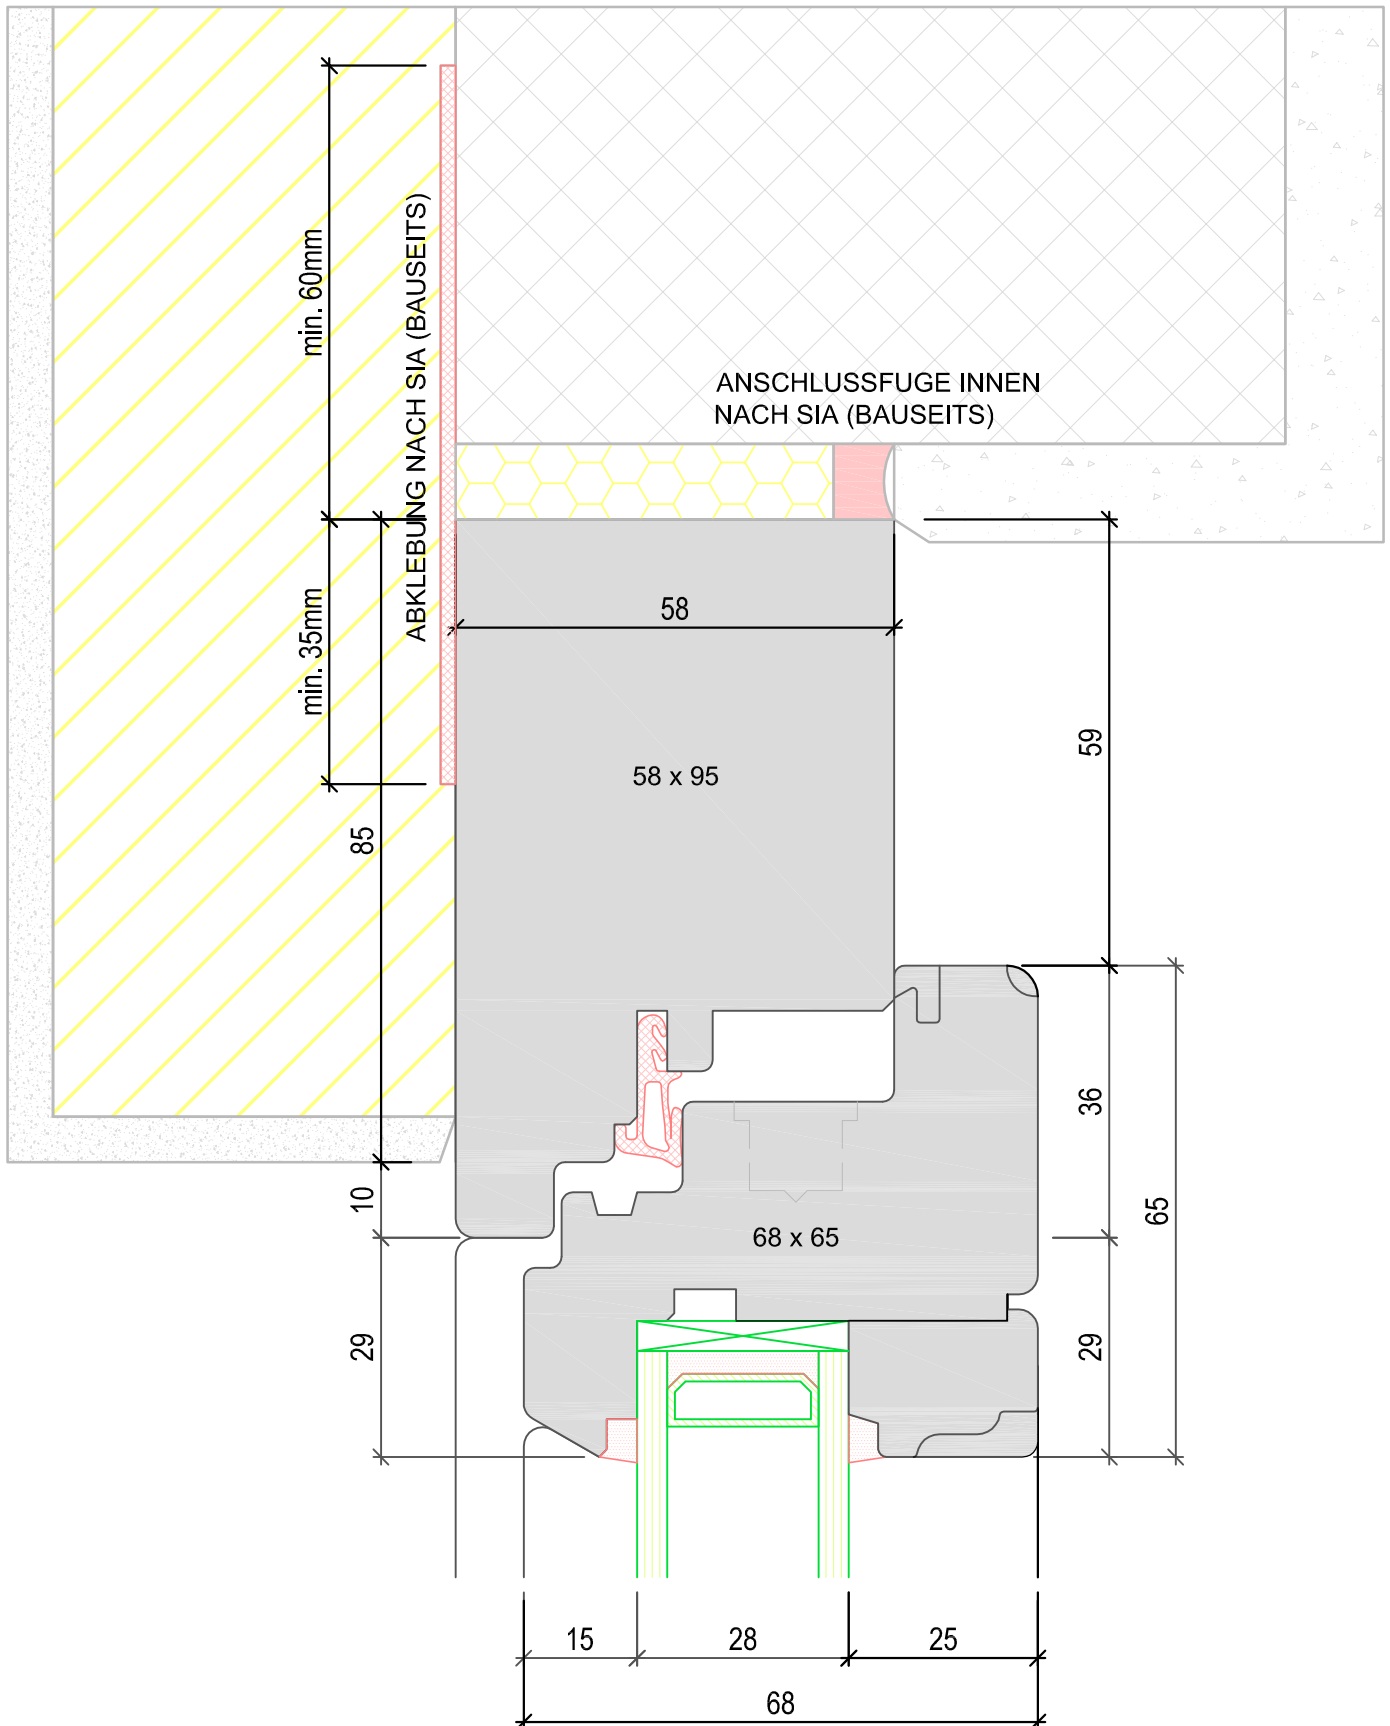 min. 60mm
ABKLEBUNG NACH SIA (BAUSEITS)
ANSCHLUSSFUGE INNEN
NACH SIA (BAUSEITS)
min. 35mm
58
59
58 x 95
85
36
10
65
68 x 65
29
29
15
28
25
68